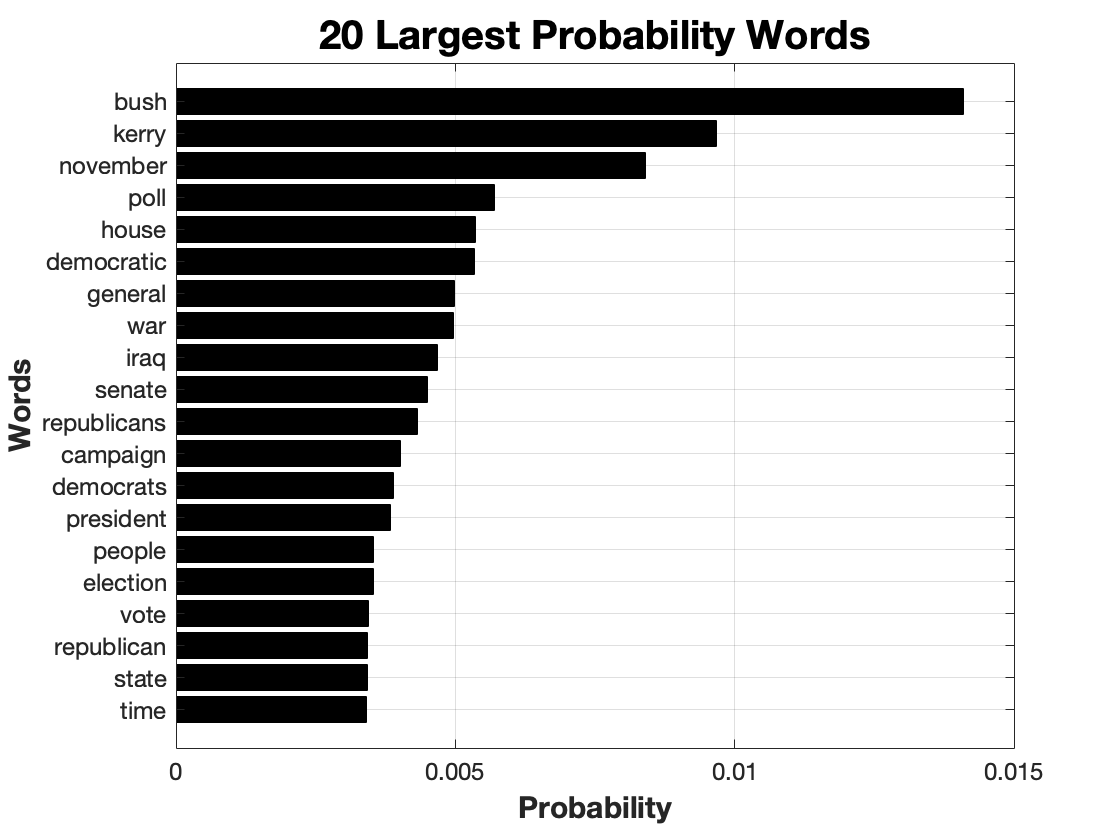 20 Largest Probability Words
Words
bush
kerry
november
poll
house
democratic
general
war
iraq
senate
republicans
campaign
democrats
president
people
election
vote
republican
state
time
0 0.005 0.01 0.015
Probability